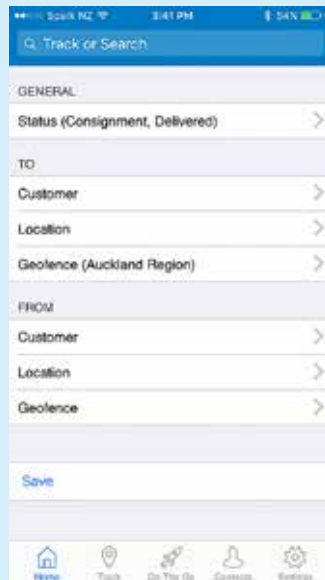 Spark NZ 3:41 PM 54%
Track or Search
GENERAL
Status (Consignment, Delivered)
TO
Customer
Location
Geofence (Auckland Region)
FROM
Customer
Location
Geofence
Save
Home Track On The Go Contacts Settings